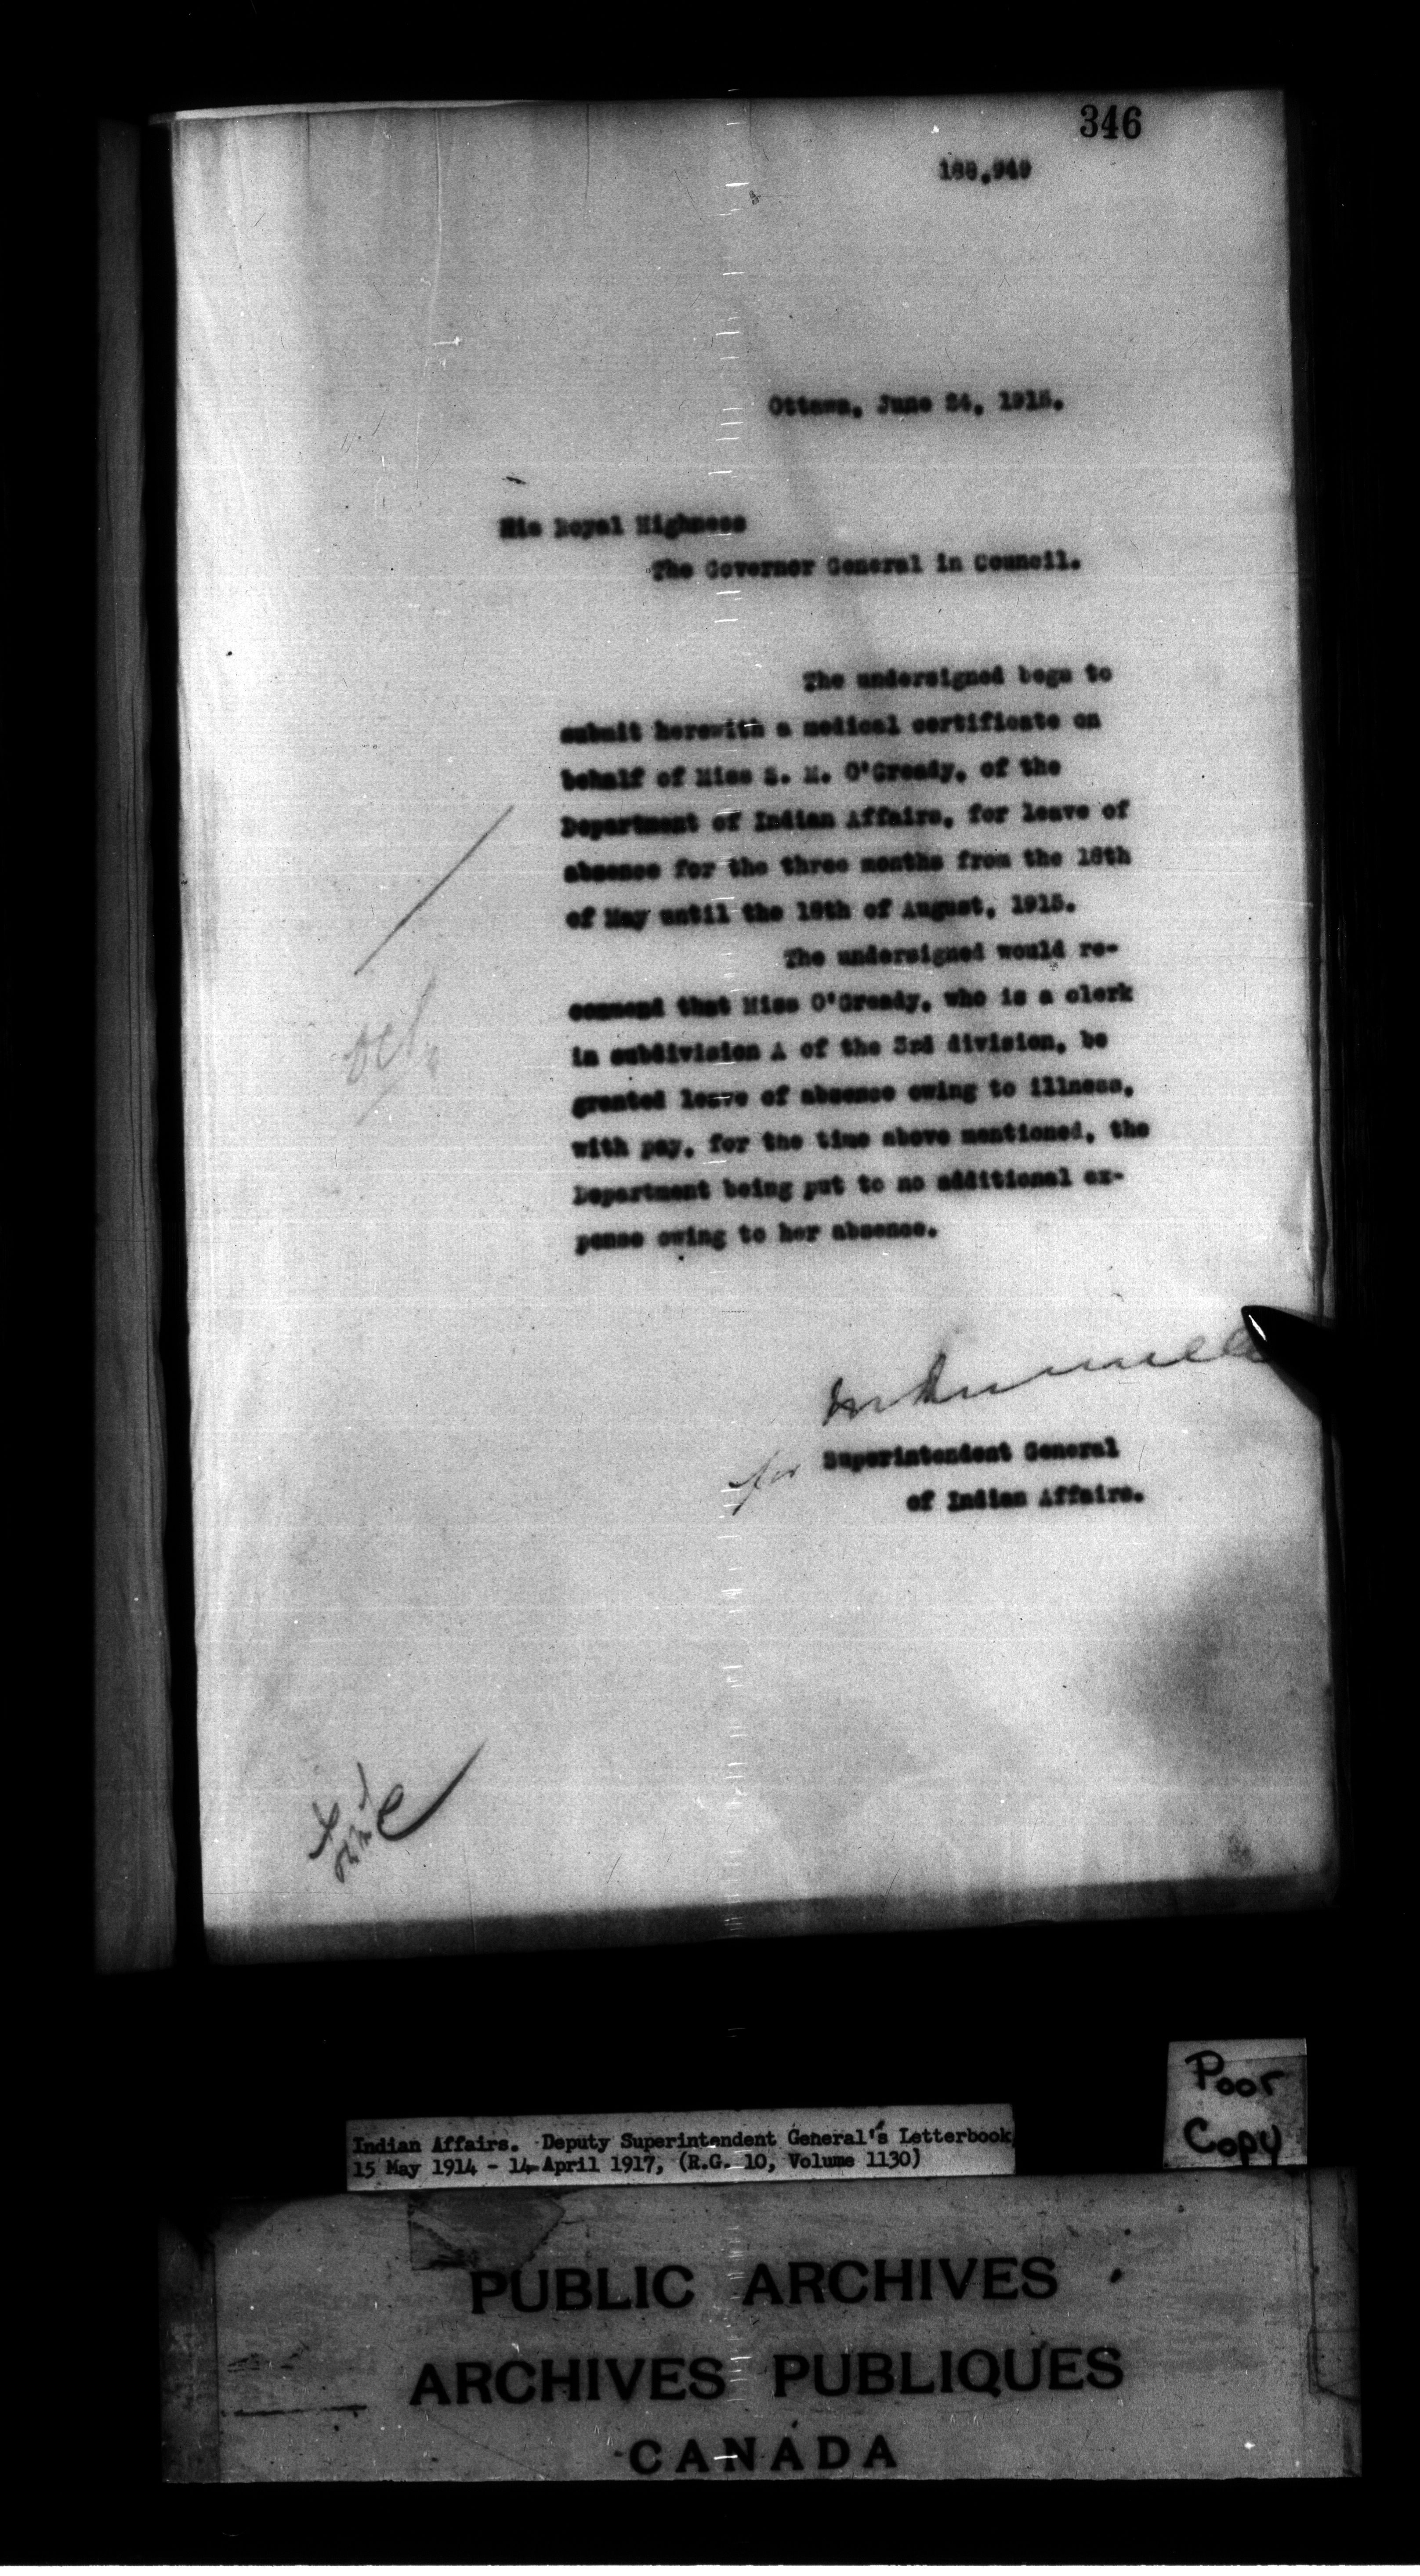 346
Ottawa, June 24, 1915.
His Royal Highness
The Governor General in Council.
The undersigned begs to
submit herewith a medical certificate on
behalf of Miss S. M. O'Grady, of the
Department of Indian Affairs, for leave of
absence for the three months from the
of May until the of August, 1915.
The undersigned would re-
commend that Miss O'Grady, who is a clerk
in subdivision A of the 3rd division, be
granted leave of absence owing to illness,
with pay, for the time above mentioned, the
Department being put to no additional ex-
pense owing to her absence.
for Superintendent General
of Indian Affairs.
Poor
Copy
Indian Affairs. Deputy Superintendent General's Letterbook,
15 May 1914 - 14 April 1917, (R.G. 10, Volume 1130)
PUBLIC ARCHIVES
ARCHIVES PUBLIQUES
CANADA